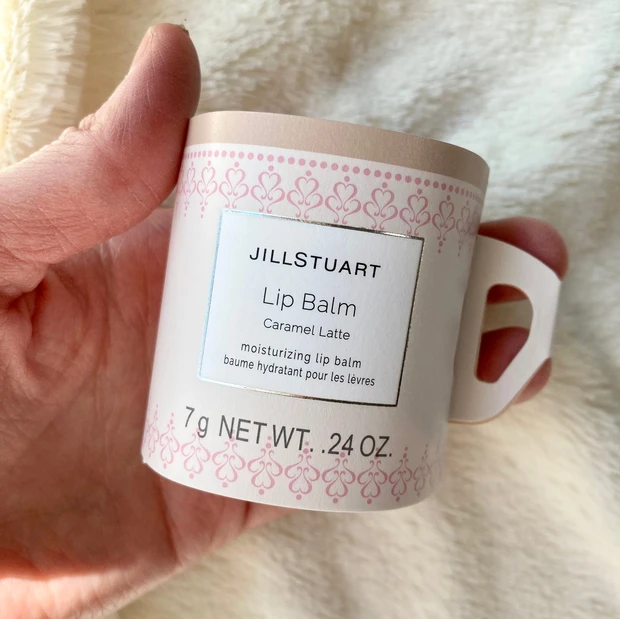 JILLSTUART
Lip Balm
Caramel Latte
moisturizing lip balm
baume hydratant pour les lèvres
7 g NET WT. .24 OZ.